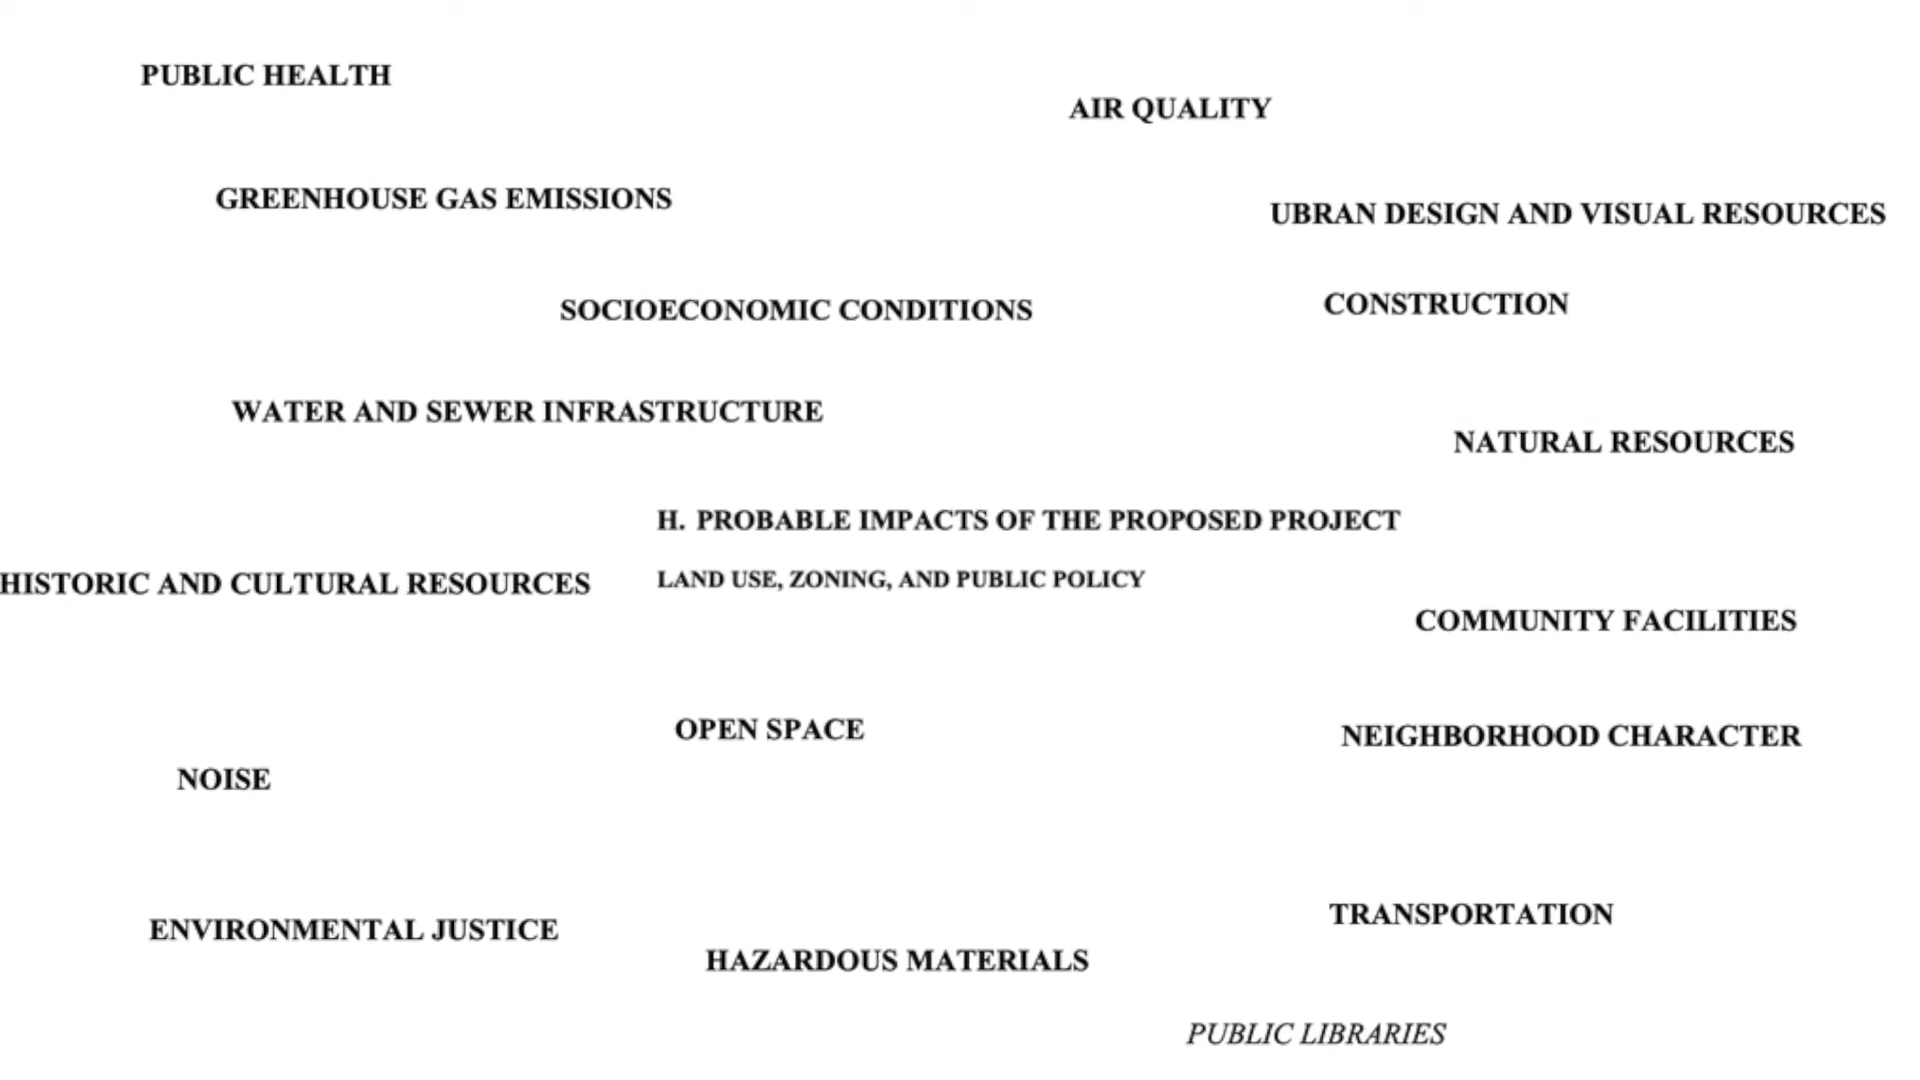 PUBLIC HEALTH
AIR QUALITY
GREENHOUSE GAS EMISSIONS
UBRAN DESIGN AND VISUAL RESOURCES
SOCIOECONOMIC CONDITIONS
CONSTRUCTION
WATER AND SEWER INFRASTRUCTURE
NATURAL RESOURCES
H. PROBABLE IMPACTS OF THE PROPOSED PROJECT
HISTORIC AND CULTURAL RESOURCES
LAND USE, ZONING, AND PUBLIC POLICY
COMMUNITY FACILITIES
OPEN SPACE
NEIGHBORHOOD CHARACTER
NOISE
ENVIRONMENTAL JUSTICE
TRANSPORTATION
HAZARDOUS MATERIALS
PUBLIC LIBRARIES